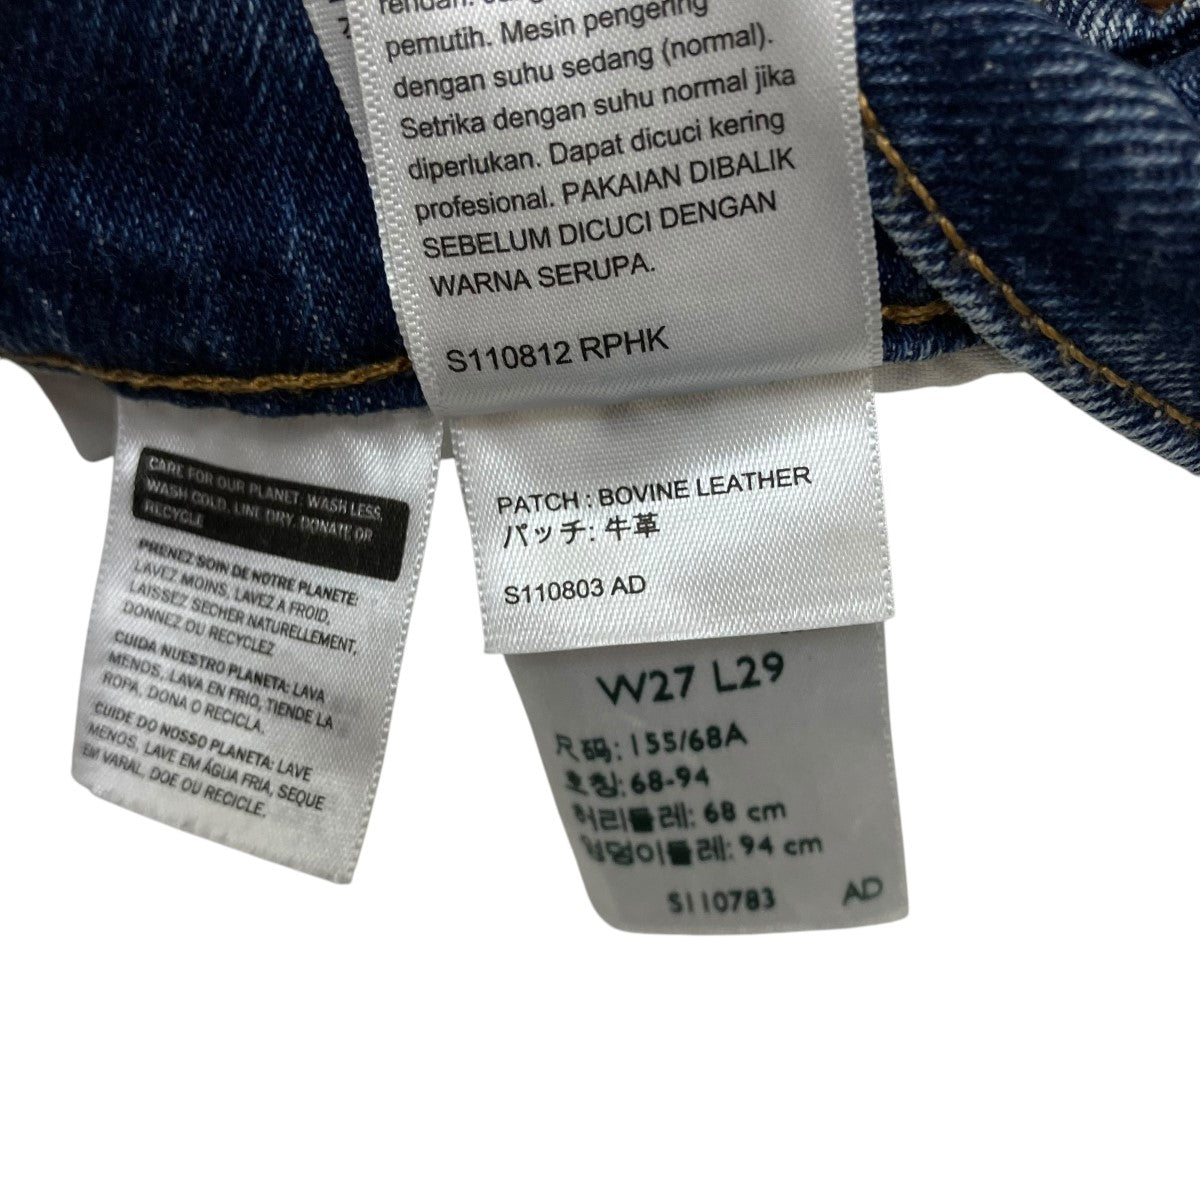 pemutih. Mesin pengering
dengan suhu sedang (normal).
Setrika dengan suhu normal jika
diperlukan. Dapat dicuci kering
profesional. PAKAIAN DIBALIK
SEBELUM DICUCI DENGAN
WARNA SERUPA.
S110812 RPHK
CARE FOR OUR PLANET: WASH LESS,
WASH COLD, LINE DRY, DONATE OR
RECYCLE
PRENEZ SOIN DE NOTRE PLANETE:
LAVEZ MOINS, LAVEZ A FROID,
LAISSEZ SECHER NATURELLEMENT,
DONNEZ OU RECYCLEZ
CUIDA NUESTRO PLANETA: LAVA
MENOS, LAVA EN FRIO, TIENDE LA
ROPA, DONA O RECICLA.
CUIDE DO NOSSO PLANETA: LAVE
MENOS, LAVE EM ÁGUA FRIA, SEQUE
EM VARAL, DOE OU RECICLE.
PATCH : BOVINE LEATHER
パッチ: 牛革
S110803 AD
W27 L29
尺码: 155/68A
호칭: 68-94
허리둘레: 68 cm
엉덩이둘레: 94 cm
S110783 AD